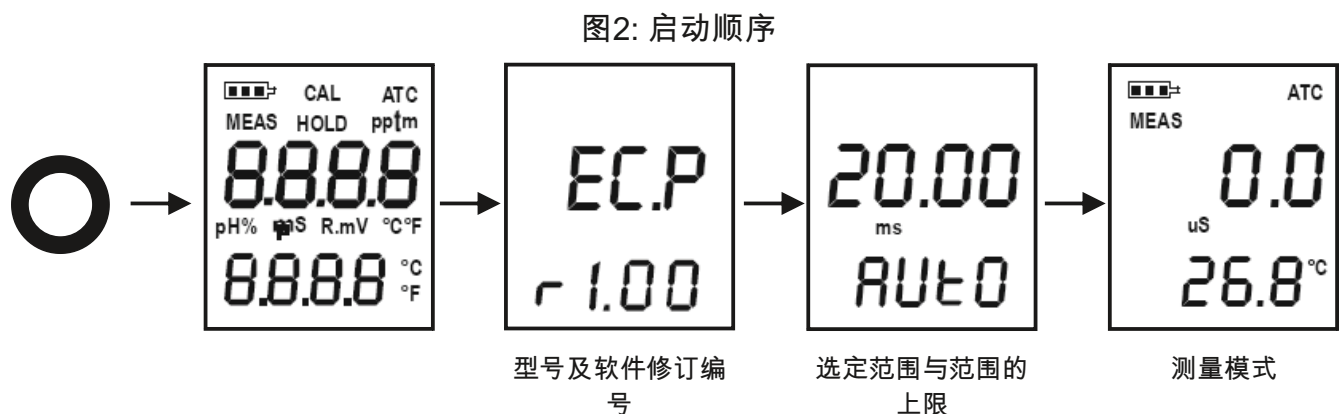 图2: 启动顺序
CAL ATC
MEAS HOLD pptm
8.8.8.8
pH% S R.mV °C°F
8.8.8.8 °C
°F
EC.P
r 1.00
型号及软件修订编
号
20.00
ms
AUtO
选定范围与范围的
上限
ATC
MEAS
0.0
uS
26.8 °C
测量模式